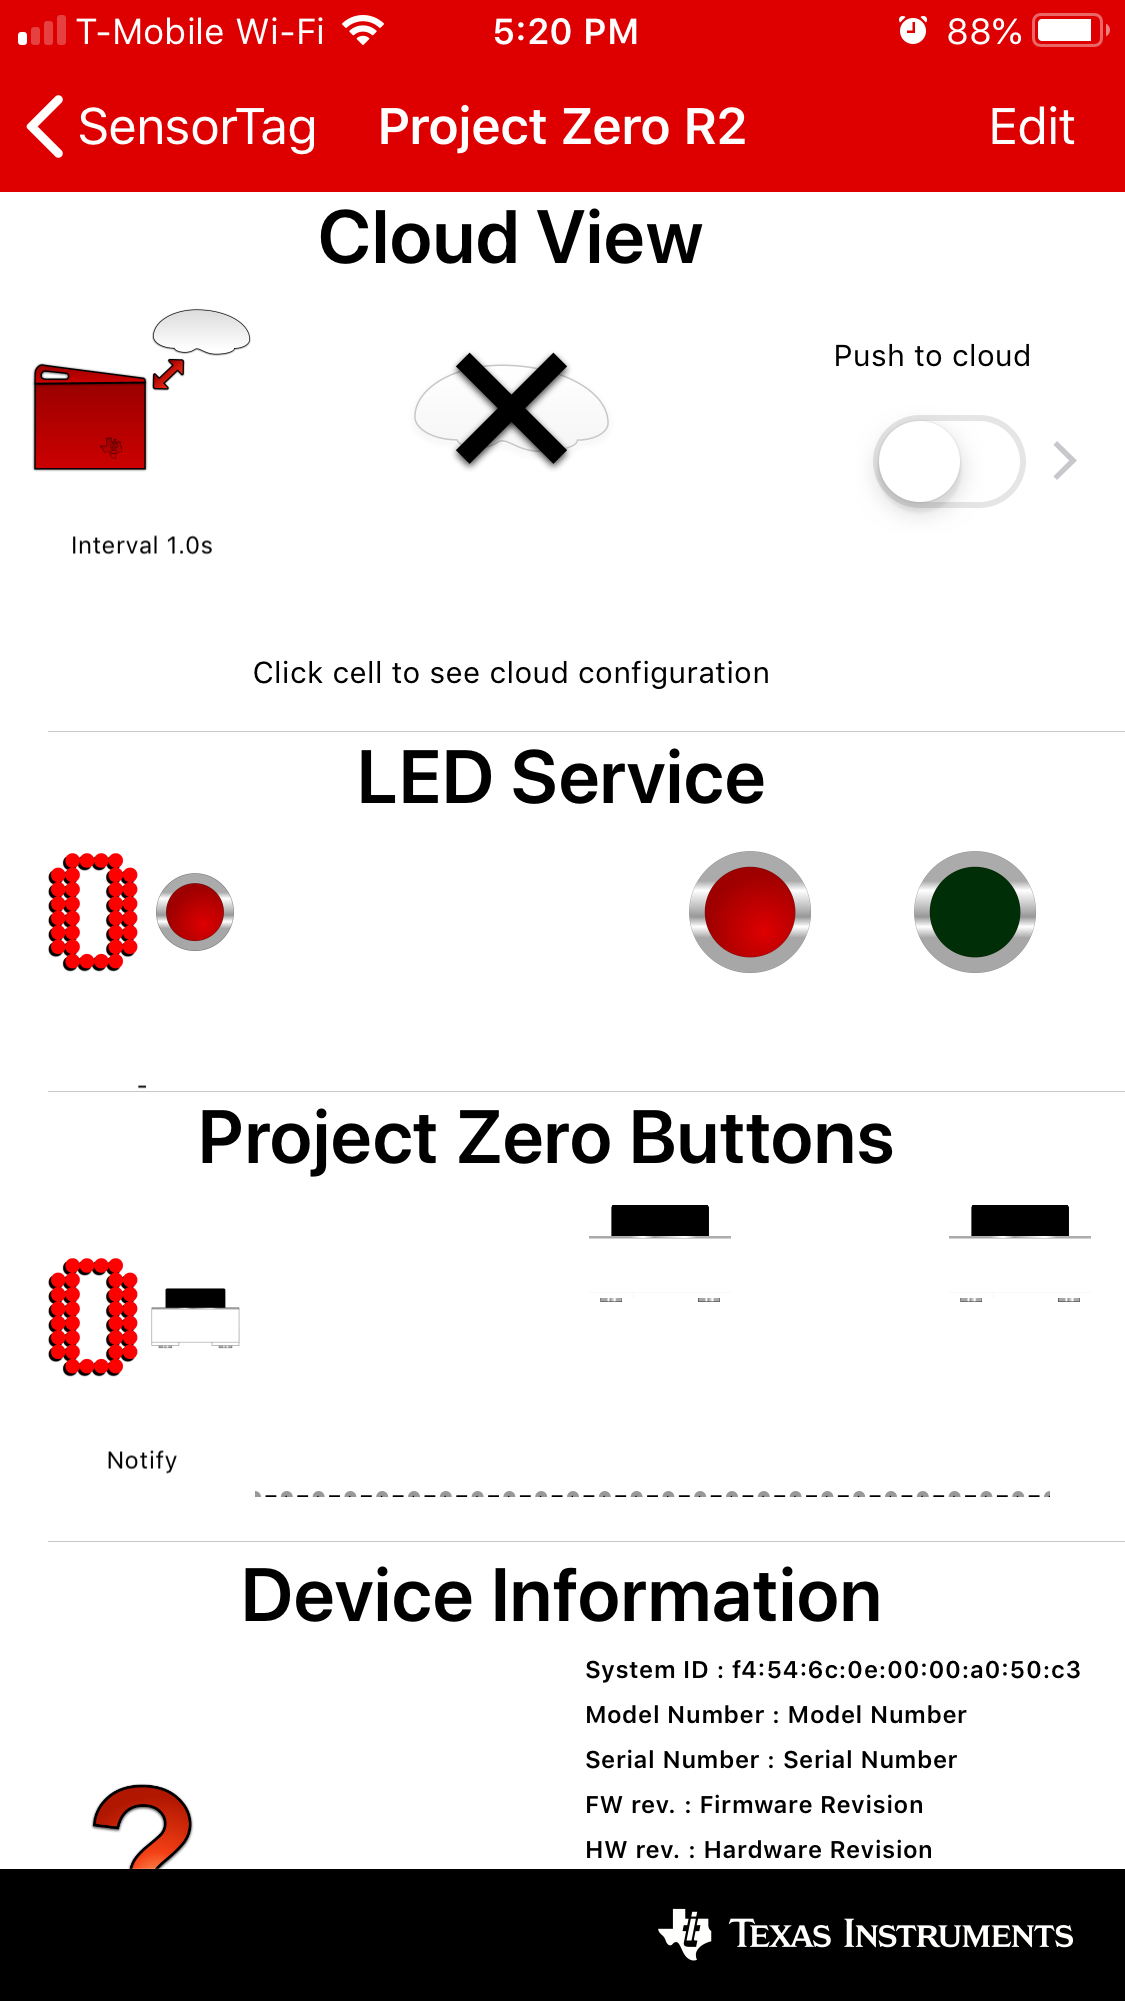 T-Mobile Wi-Fi 5:20 PM 88%
SensorTag Project Zero R2 Edit
Cloud View
Push to cloud
Interval 1.0s
Click cell to see cloud configuration
LED Service
0
-
Project Zero Buttons
0
Notify
Device Information
System ID : f4:54:6c:0e:00:00:a0:50:c3
Model Number : Model Number
Serial Number : Serial Number
FW rev. : Firmware Revision
HW rev. : Hardware Revision
?
TEXAS INSTRUMENTS